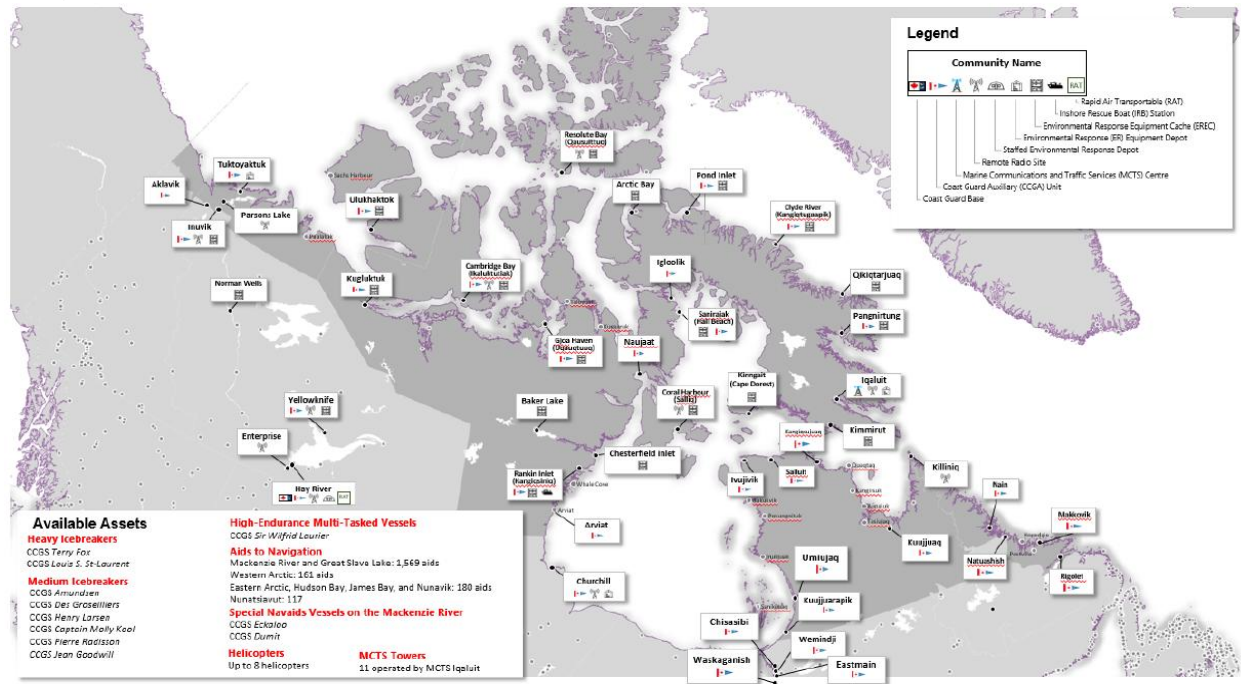 Legend
Community Name
RAT
Rapid Air Transportable (RAT)
Inshore Rescue Boat (IRB) Station
Environmental Response Equipment Cache (EREC)
Environmental Response (ER) Equipment Depot
Staffed Environmental Response Depot
Remote Radio Site
Marine Communications and Traffic Services (MCTS) Centre
Coast Guard Auxiliary (CCGA) Unit
Coast Guard Base
Resolute Bay
(Qausuittuq)
Tuktoyaktuk
Aklavik
Parsons Lake
Inuvik
Sachs Harbour
Ulukhaktok
Arctic Bay
Pond Inlet
Clyde River
(Kangiqtugaapik)
Norman Wells
Kugluktuk
Cambridge Bay
Igloolik
Qikiqtarjuaq
Sanirajak
(Hall Beach)
Pangnirtung
Gjoa Haven
Naujaat
Kinngait
(Cape Dorest)
Iqaluit
Coral Harbour
(Salliq)
Baker Lake
Yellowknife
Enterprise
Hay River
RAT
Chesterfield Inlet
Rankin Inlet
Whale Cove
Arviat
Arviat
Churchill
Kimmirut
Killiniq
Ivujivik
Salluit
Kuujjuaq
Nain
Natuashish
Makkovik
Rigolet
Umiujaq
Kuujjuarapik
Chisasibi
Wemindji
Waskaganish
Eastmain
Available Assets
Heavy Icebreakers
CCGS Terry Fox
CCGS Louis S. St-Laurent
Medium Icebreakers
CCGS Amundsen
CCGS Des Groseilliers
CCGS Henry Larsen
CCGS Captain Molly Kool
CCGS Pierre Radisson
CCGS Jean Goodwill
High-Endurance Multi-Tasked Vessels
CCGS Sir Wilfrid Laurier
Aids to Navigation
Mackenzie River and Great Slave Lake: 1,569 aids
Western Arctic: 161 aids
Eastern Arctic, Hudson Bay, James Bay, and Nunavik: 180 aids
Nunatsiavut: 117
Special Navaids Vessels on the Mackenzie River
CCGS Eckaloo
CCGS Dumit
Helicopters
Up to 8 helicopters
MCTS Towers
11 operated by MCTS Iqaluit